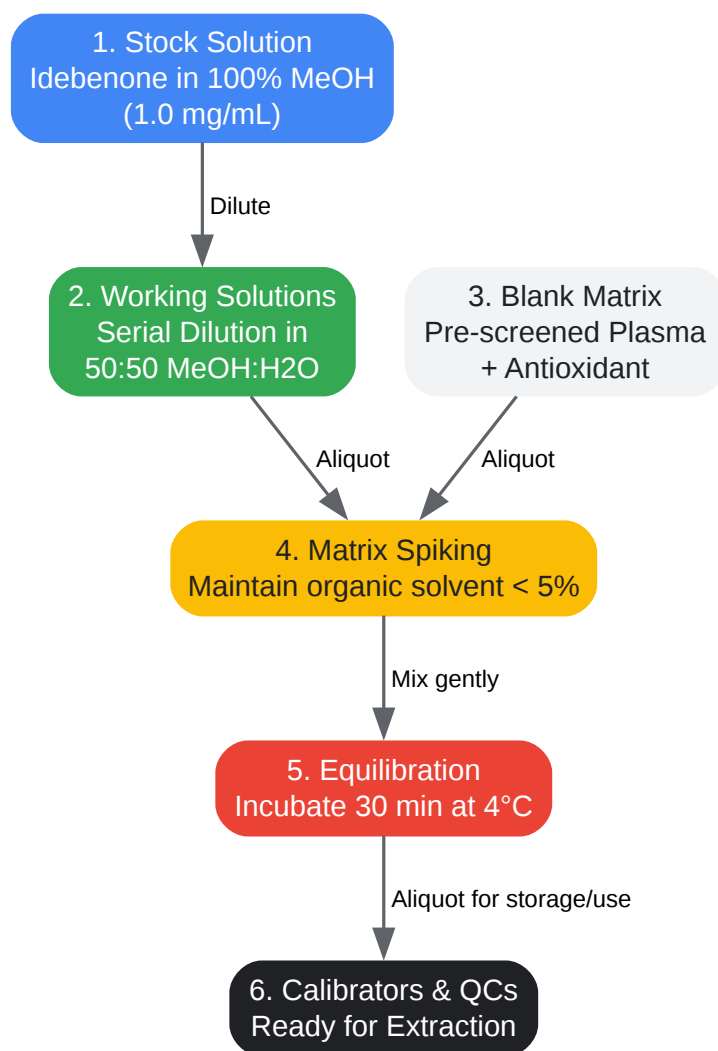 1. Stock Solution
Idebenone in 100% MeOH
(1.0 mg/mL)
Dilute
2. Working Solutions
Serial Dilution in
50:50 MeOH:H2O
3. Blank Matrix
Pre-screened Plasma
+ Antioxidant
Aliquot
Aliquot
4. Matrix Spiking
Maintain organic solvent < 5%
Mix gently
5. Equilibration
Incubate 30 min at 4°C
Aliquot for storage/use
6. Calibrators & QCs
Ready for Extraction